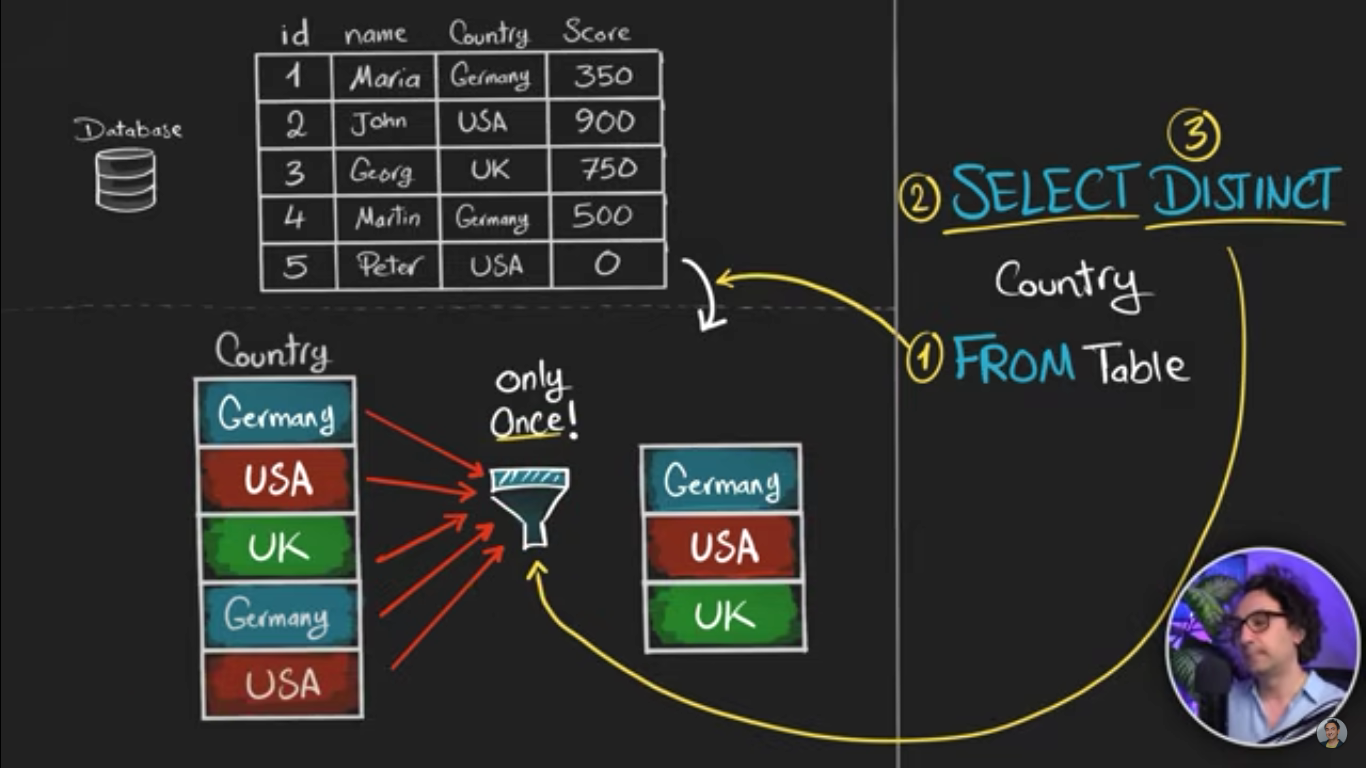 id name Country Score
1 Maria Germany 350
2 John USA 900
3 Georg UK 750
4 Martin Germany 500
5 Peter USA 0
Database
Country
Germany
USA
UK
Germany
USA
only
Once!
Germany
USA
UK
3
2 SELECT DISTINCT
Country
1 FROM Table